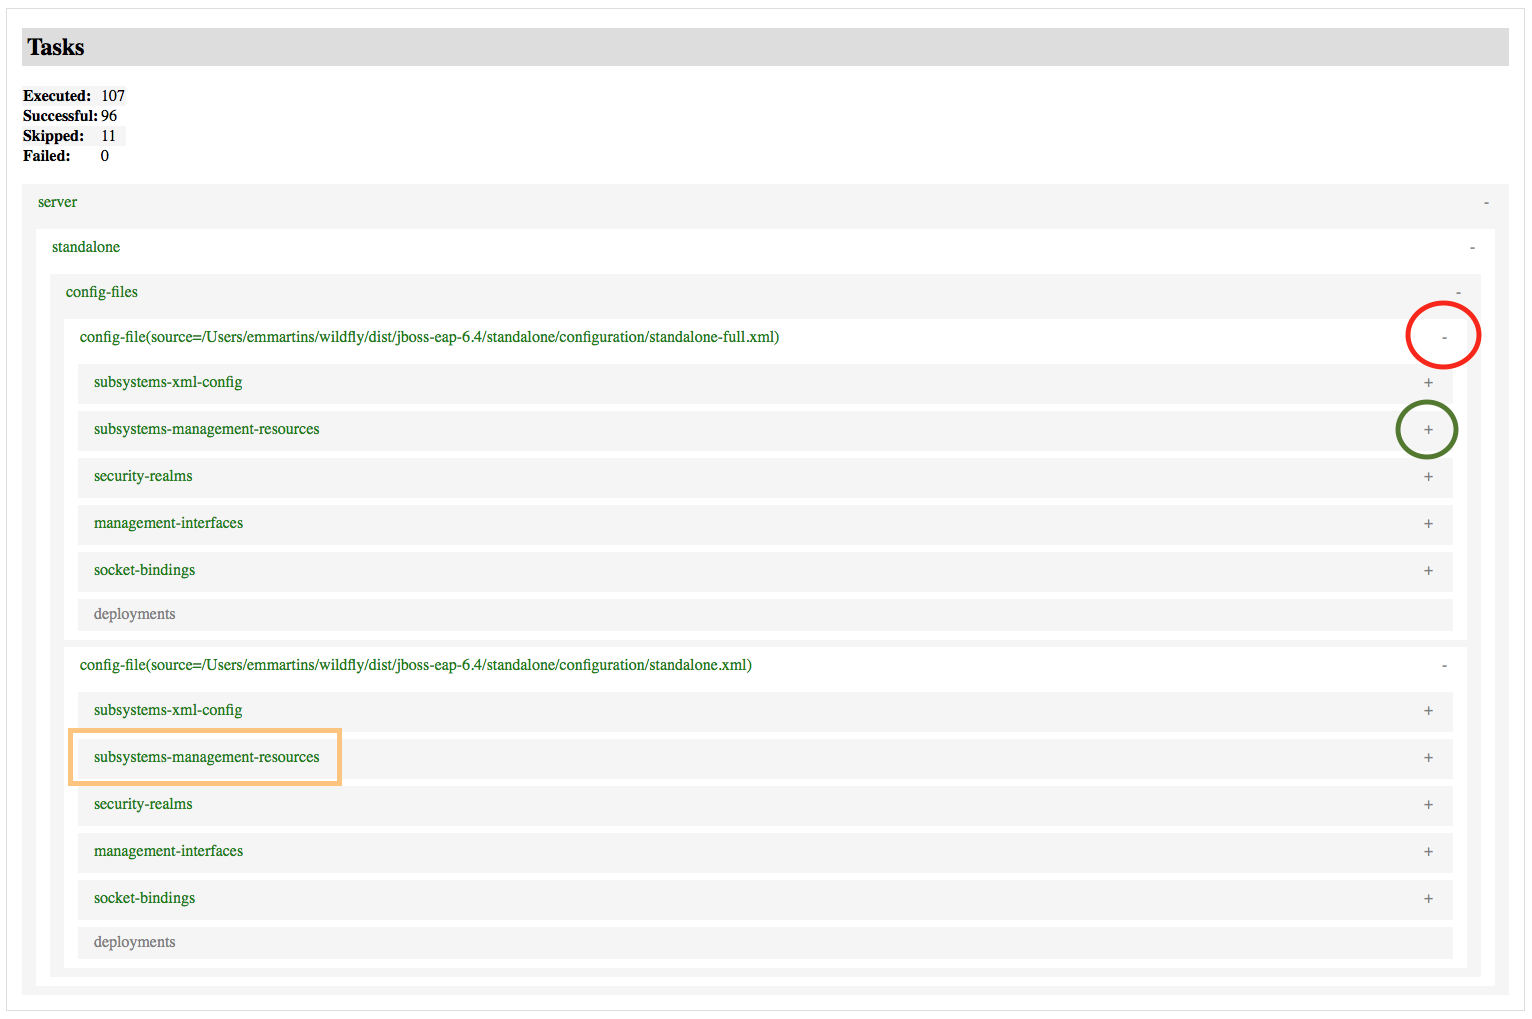 Tasks
Executed: 107
Successful: 96
Skipped: 11
Failed: 0
server -
standalone -
config-files -
config-file(source=/Users/emmartins/wildfly/dist/jboss-eap-6.4/standalone/configuration/standalone-full.xml) -
subsystems-xml-config +
subsystems-management-resources +
security-realms +
management-interfaces +
socket-bindings +
deployments
config-file(source=/Users/emmartins/wildfly/dist/jboss-eap-6.4/standalone/configuration/standalone.xml) -
subsystems-xml-config +
subsystems-management-resources +
security-realms +
management-interfaces +
socket-bindings +
deployments